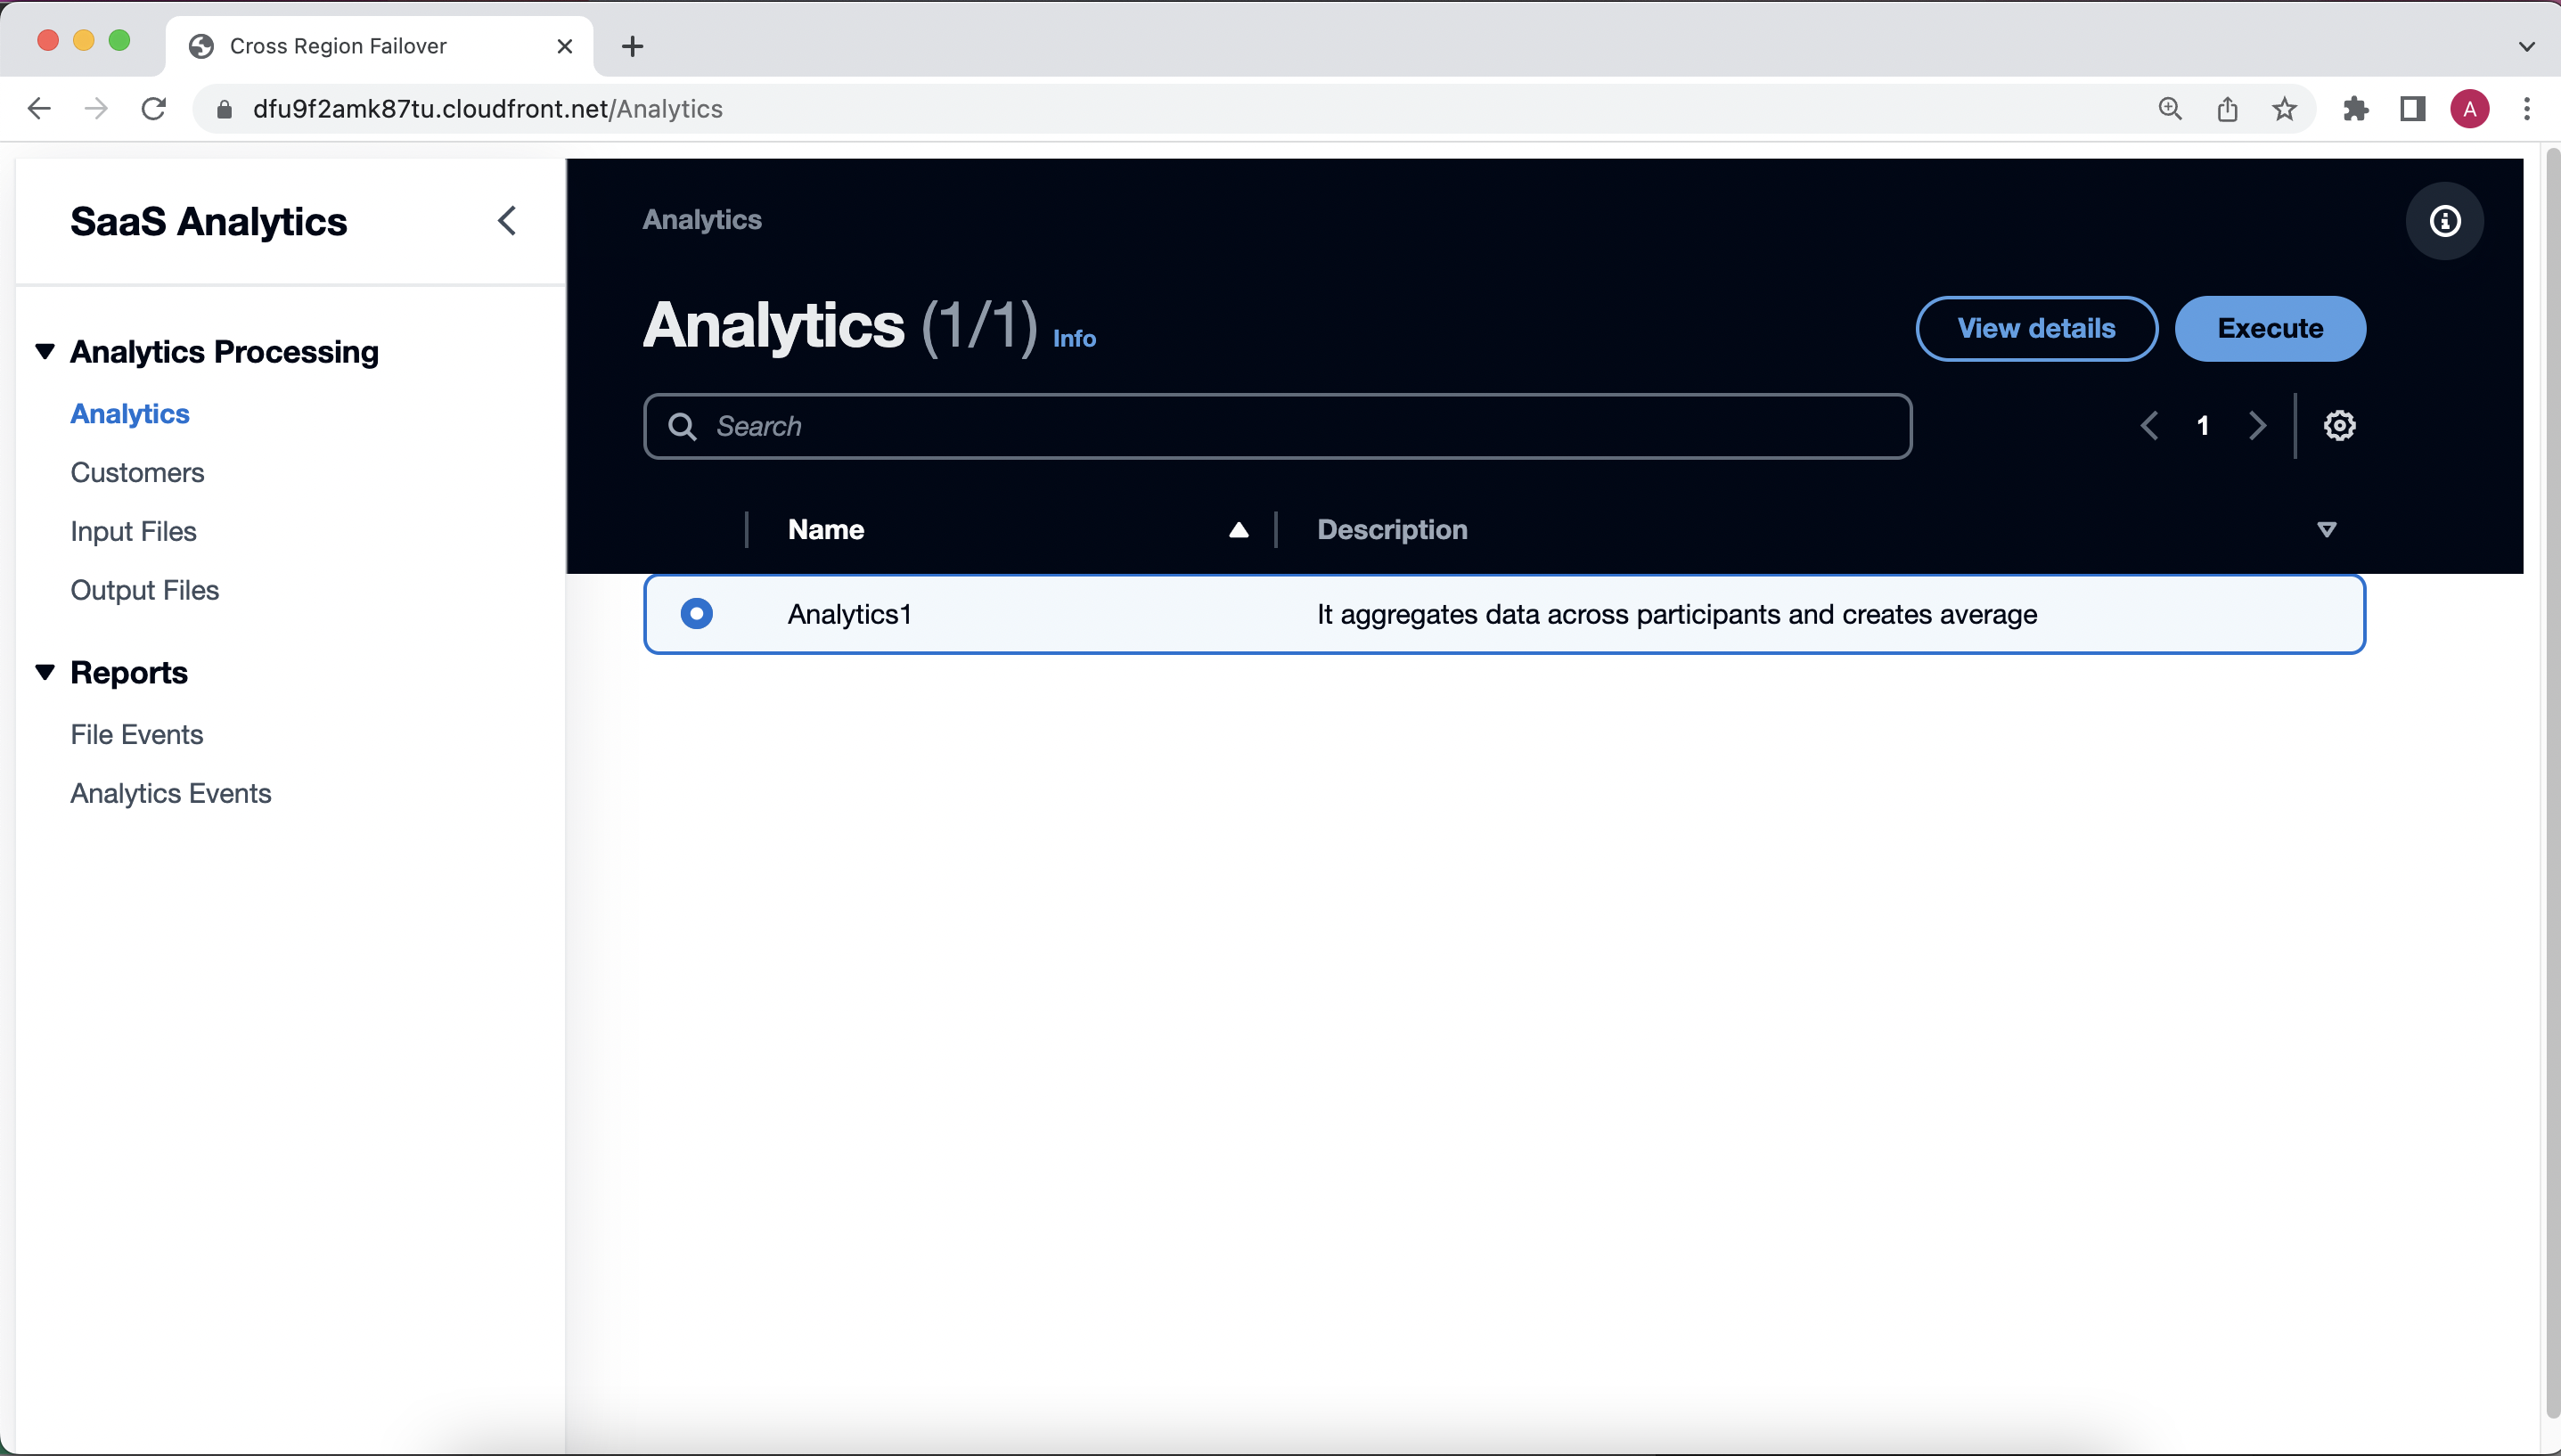 Cross Region Failover
dfu9f2amk87tu.cloudfront.net/Analytics
A
SaaS Analytics
Analytics Processing
Analytics
Customers
Input Files
Output Files
Reports
File Events
Analytics Events
Analytics
Analytics (1/1) Info
View details
Execute
Search
1
Name
Description
Analytics1
It aggregates data across participants and creates average